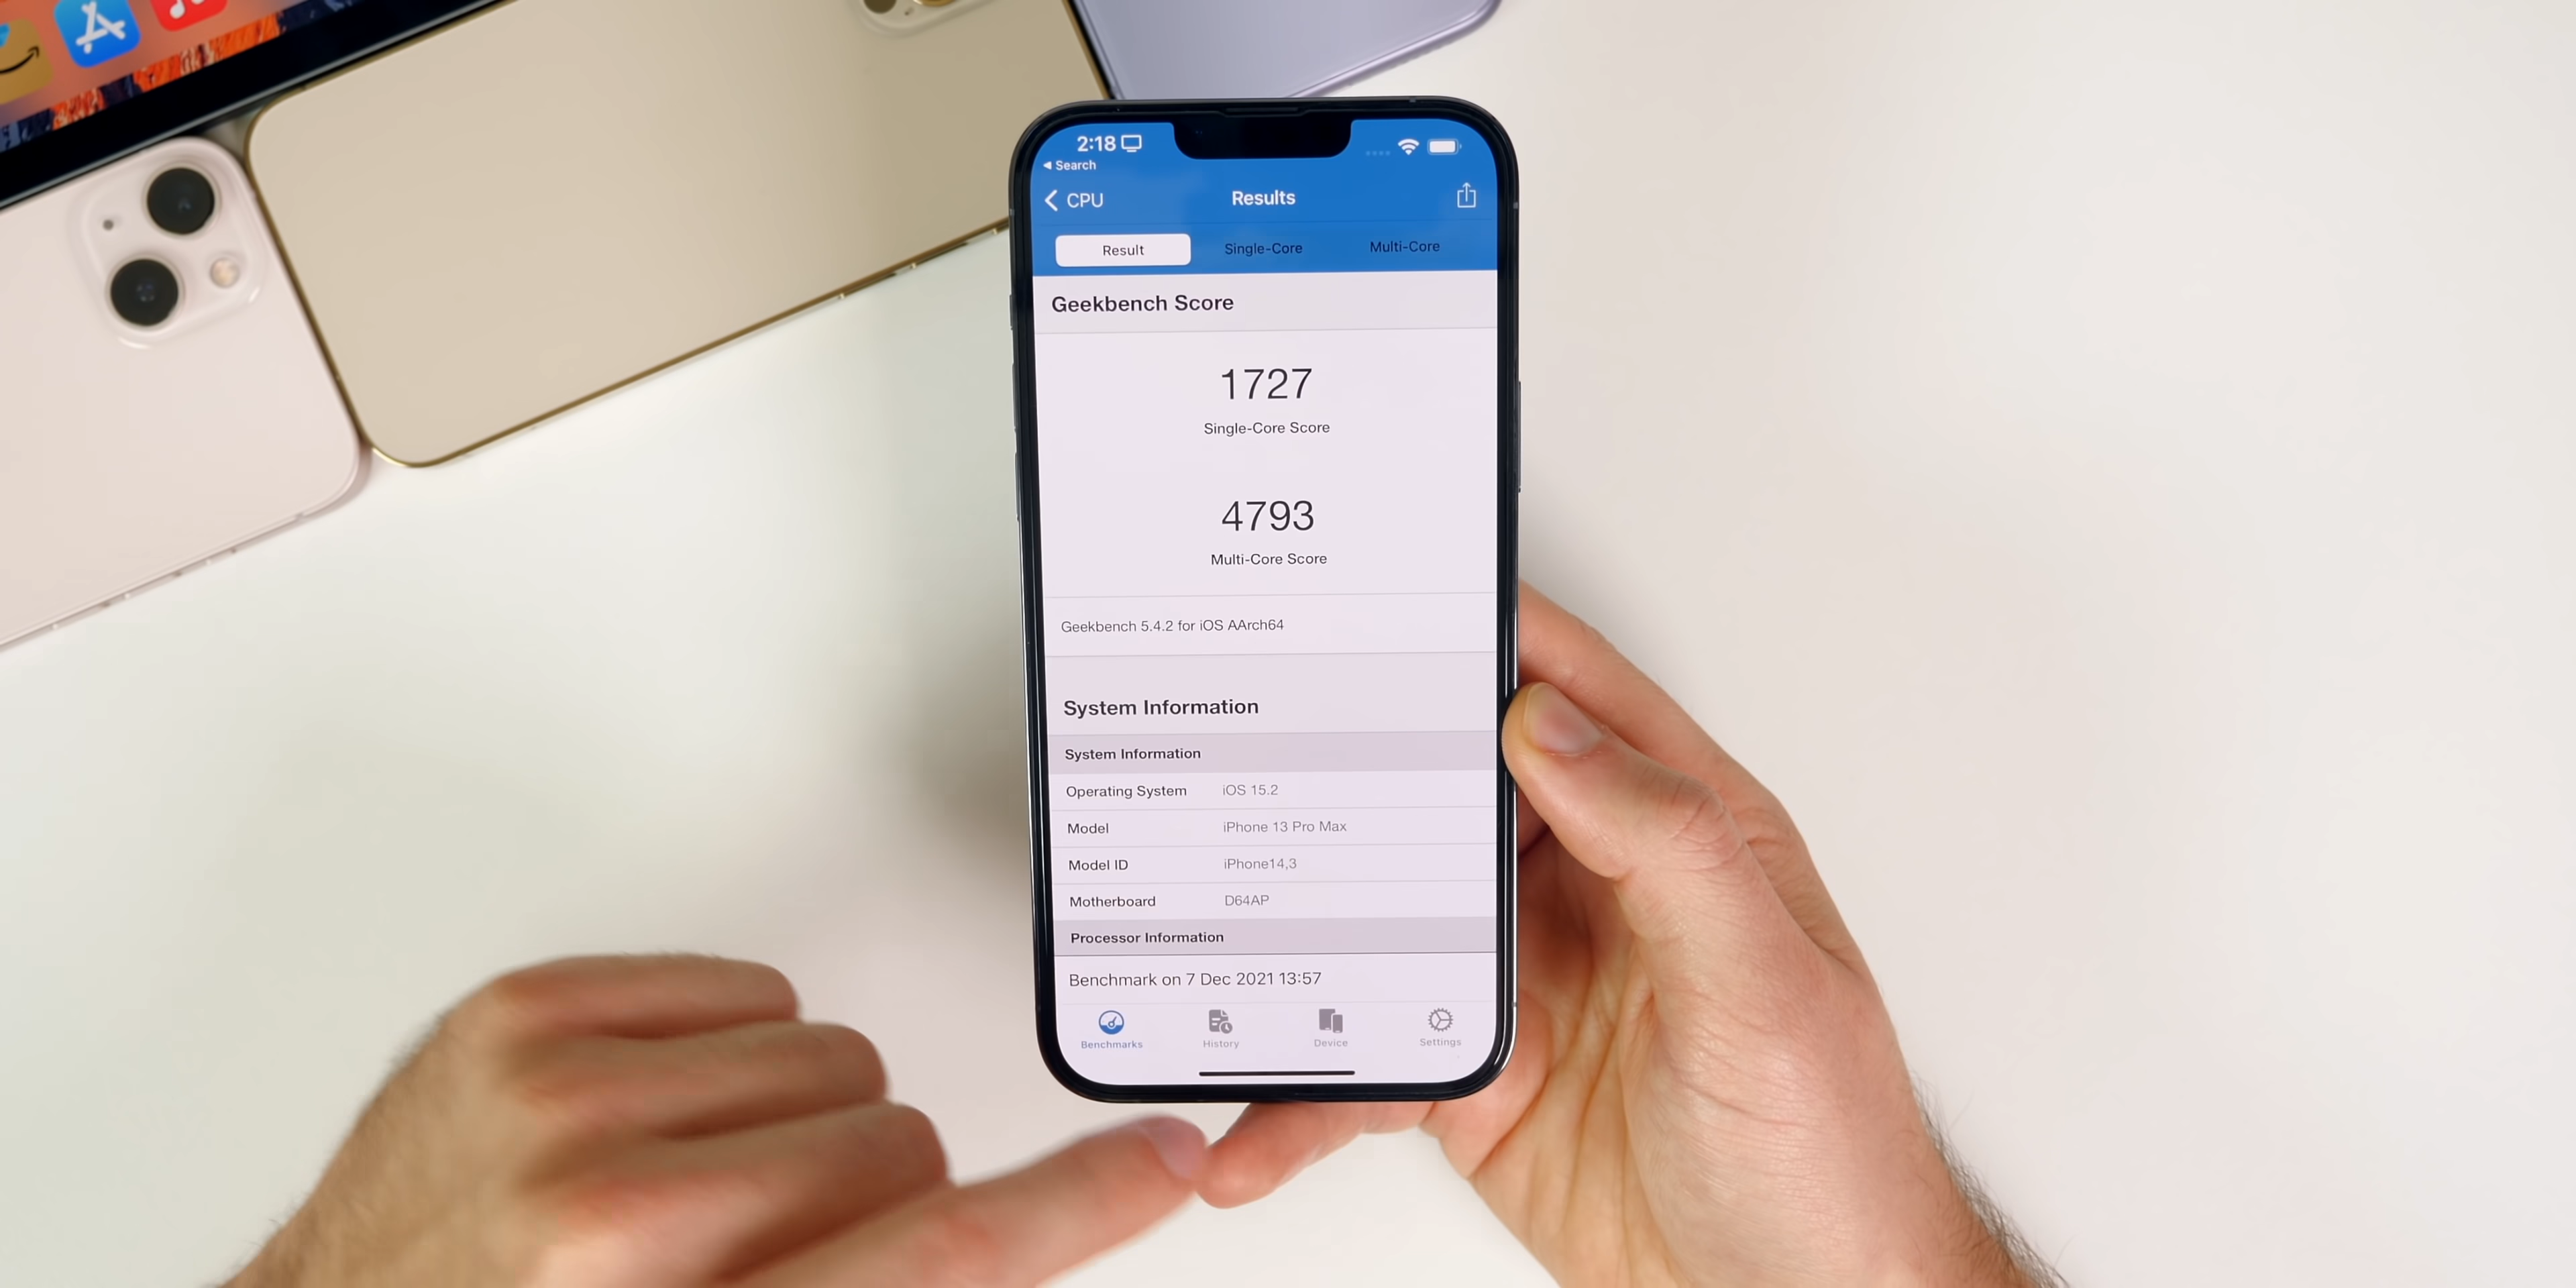 2:18
Search
CPU
Results
Result
Single-Core
Multi-Core
Geekbench Score
1727
Single-Core Score
4793
Multi-Core Score
Geekbench 5.4.2 for iOS AArch64
System Information
System Information
Operating System iOS 15.2
Model iPhone 13 Pro Max
Model ID iPhone14,3
Motherboard D64AP
Processor Information
Benchmark on 7 Dec 2021 13:57
Benchmarks
History
Device
Settings